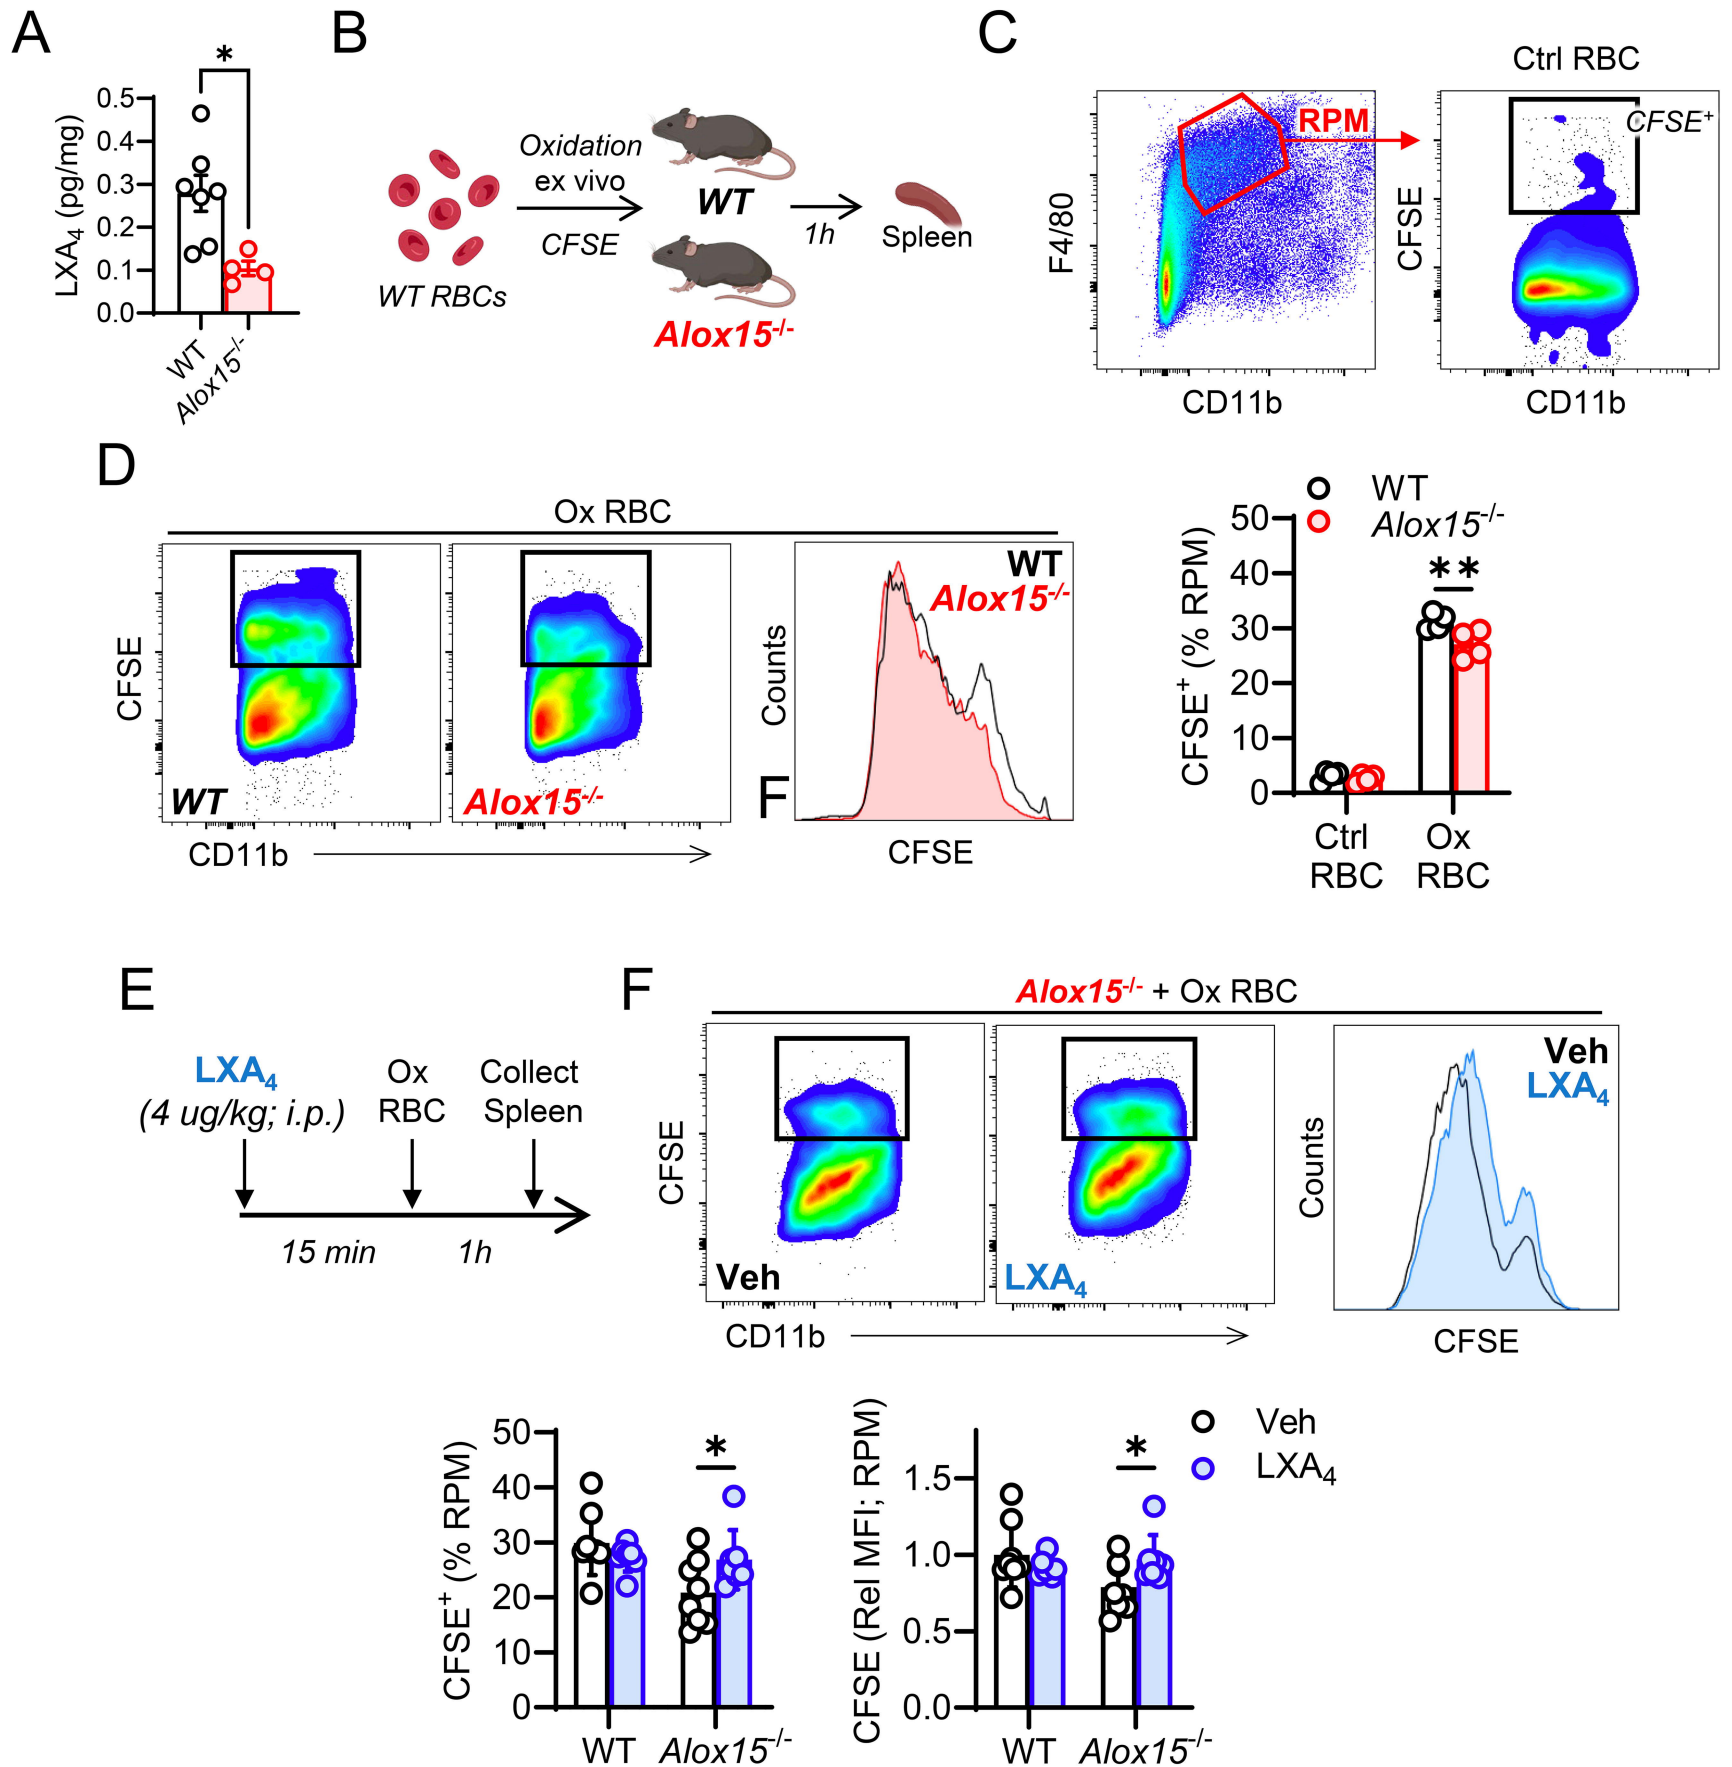 A
*
LXA4 (pg/mg)
0.5
0.4
0.3
0.2
0.1
0.0
WT
Alox15-/-
B
WT RBCs
Oxidation
ex vivo
CFSE
WT
Alox15-/-
1h
Spleen
C
F4/80
RPM
CD11b
Ctrl RBC
CFSE+
CFSE
CD11b
D
Ox RBC
CFSE
WT
Alox15-/-
CD11b
WT
Alox15-/-
Counts
F
CFSE
WT
Alox15-/-
CFSE+ (% RPM)
50
40
30
20
10
0
**
Ctrl
RBC
Ox
RBC
E
LXA4
(4 ug/kg; i.p.)
Ox
RBC
Collect
Spleen
15 min
1h
F
Alox15-/- + Ox RBC
CFSE
Veh
LXA4
CD11b
Veh
LXA4
Counts
CFSE
CFSE+ (% RPM)
50
40
30
20
10
0
*
WT
Alox15-/-
CFSE (Rel MFI; RPM)
1.5
1.0
0.5
0.0
*
WT
Alox15-/-
Veh
LXA4